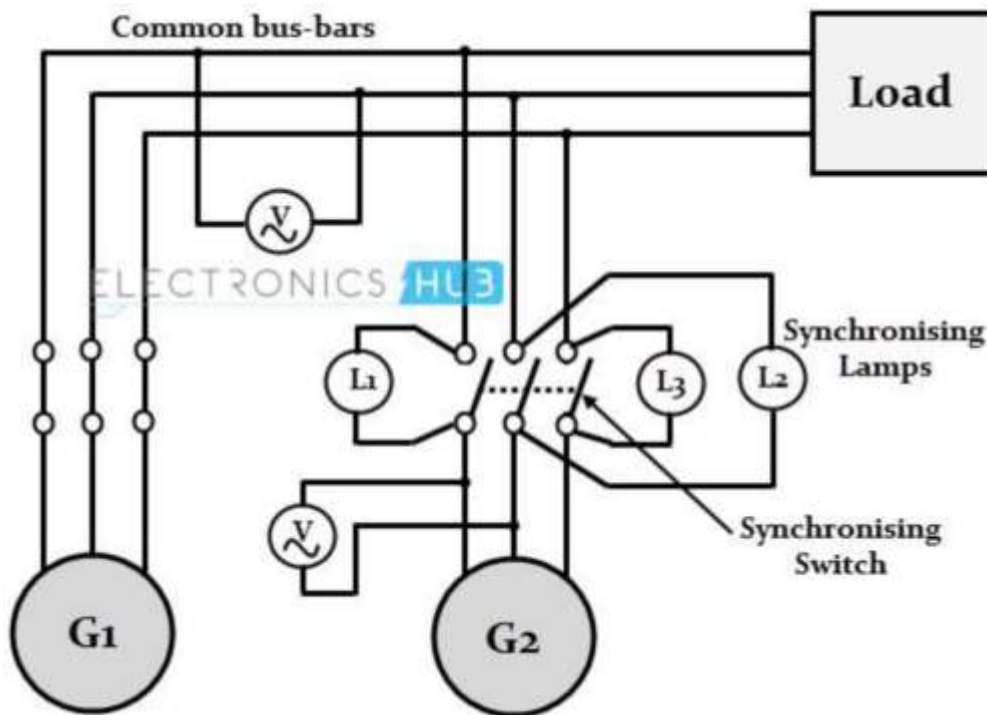 Common bus-bars
Load
V
ELECTRONICS HUB
L1
L3
L2
Synchronising
Lamps
V
Synchronising
Switch
G1
G2